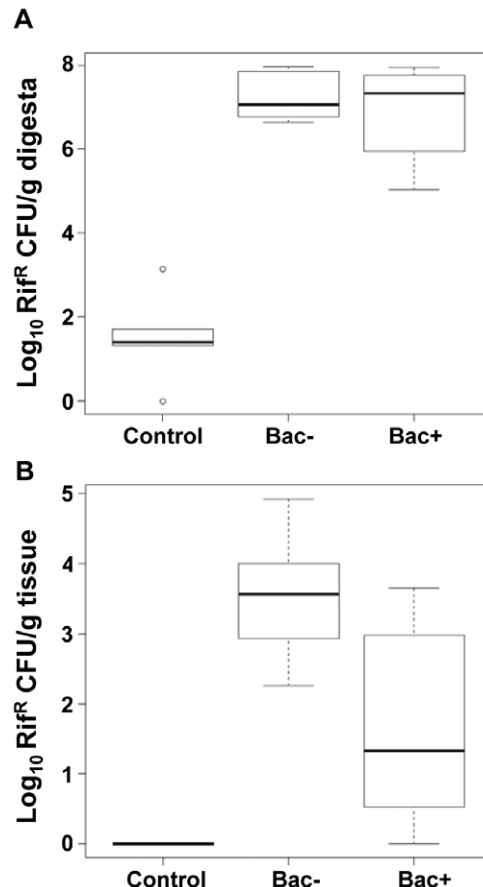 A
Log₁₀ Rifᴿ CFU/g digesta
8
6
4
2
0
Control Bac- Bac+
B
Log₁₀ Rifᴿ CFU/g tissue
5
4
3
2
1
0
Control Bac- Bac+